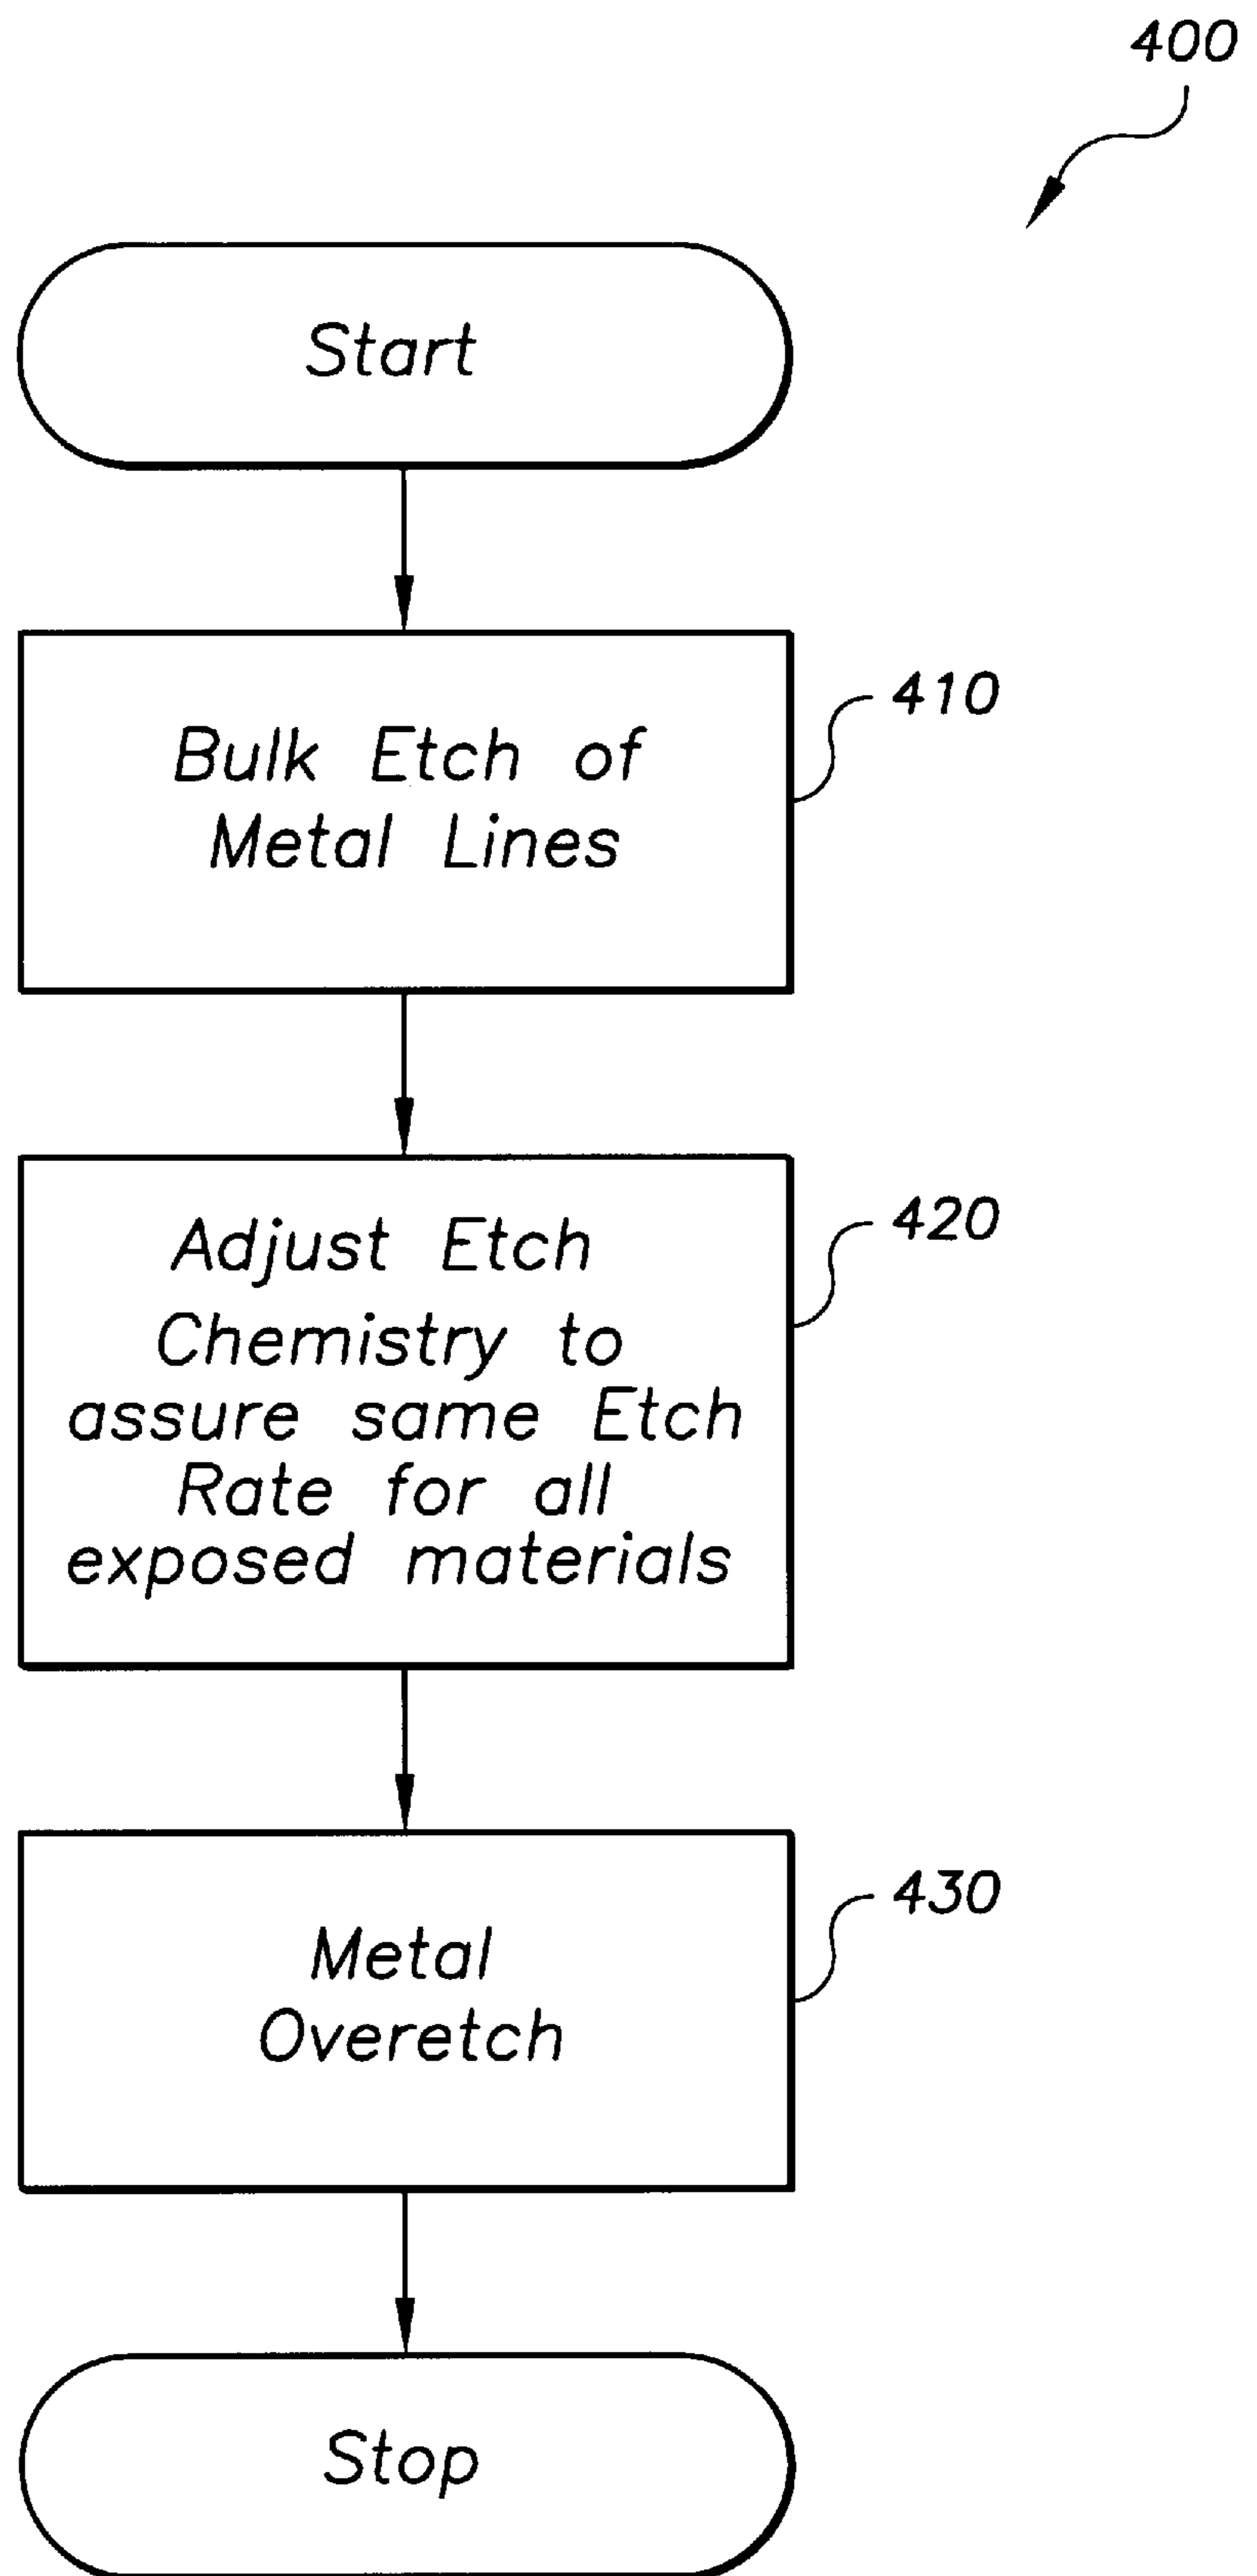 400
Start
Bulk Etch of
Metal Lines
410
Adjust Etch
Chemistry to
assure same Etch
Rate for all
exposed materials
420
Metal
Overetch
430
Stop